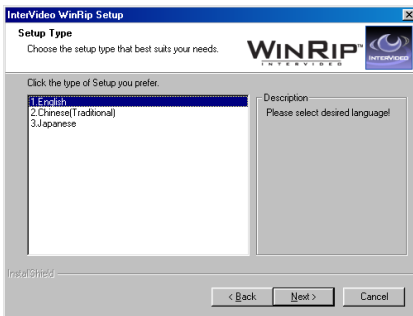 InterVideo WinRip Setup
Setup Type
Choose the setup type that best suits your needs.
WINRIP™
INTERVIDEO
INTERVIDEO
Click the type of Setup you prefer.
1.English
2.Chinese(Traditional)
3.Japanese
Description
Please select desired language!
InstallShield
< Back
Next >
Cancel